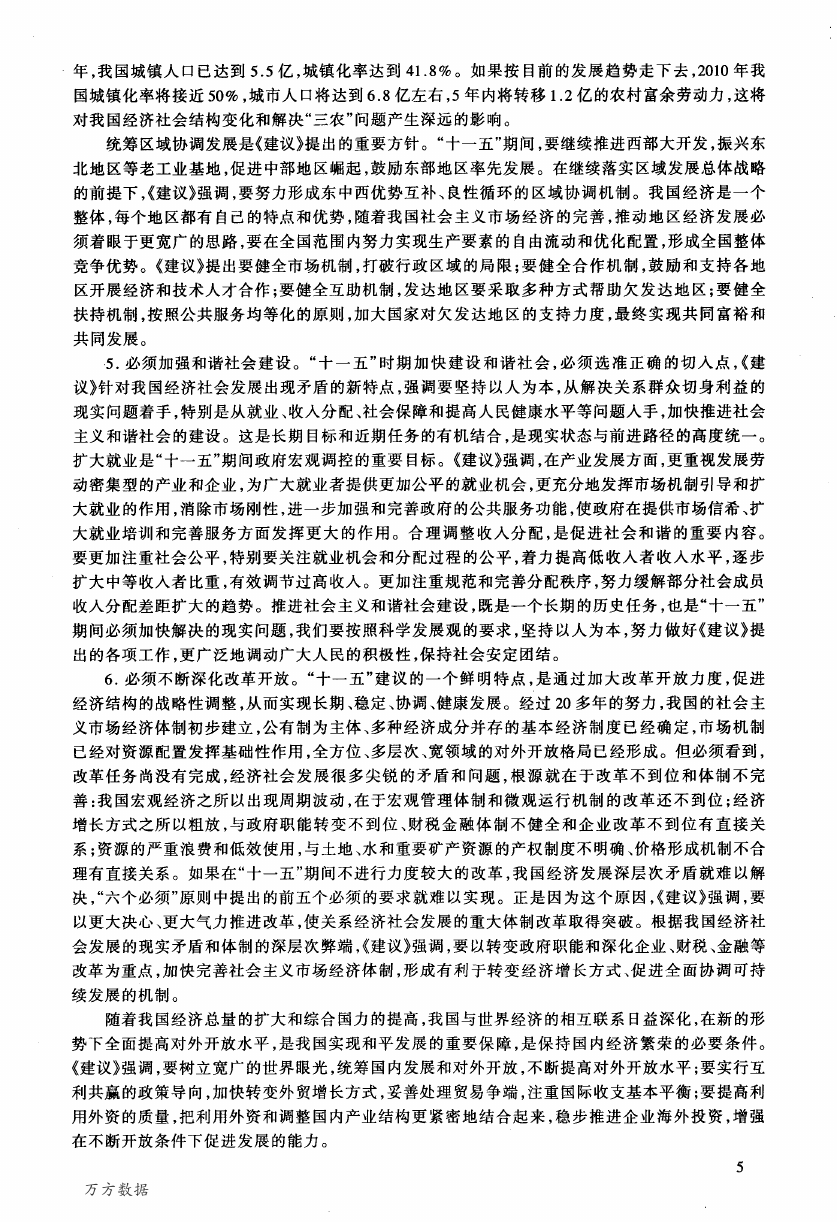 年,我国城镇人口已达到 5.5 亿,城镇化率达到 41.8%。如果按目前的发展趋势走下去,2010 年我
国城镇化率将接近 50%,城市人口将达到 6.8 亿左右,5 年内将转移 1.2 亿的农村富余劳动力,这将
对我国经济社会结构变化和解决“三农”问题产生深远的影响。
统筹区域协调发展是《建议》提出的重要方针。“十一五”期间,要继续推进西部大开发,振兴东
北地区等老工业基地,促进中部地区崛起,鼓励东部地区率先发展。在继续落实区域发展总体战略
的前提下,《建议》强调,要努力形成东中西优势互补、良性循环的区域协调机制。我国经济是一个
整体,每个地区都有自己的特点和优势,随着我国社会主义市场经济的完善,推动地区经济发展必
须着眼于更宽广的思路,要在全国范围内努力实现生产要素的自由流动和优化配置,形成全国整体
竞争优势。《建议》提出要健全市场机制,打破行政区域的局限;要健全合作机制,鼓励和支持各地
区开展经济和技术人才合作;要健全互助机制,发达地区要采取多种方式帮助欠发达地区;要健全
扶持机制,按照公共服务均等化的原则,加大国家对欠发达地区的支持力度,最终实现共同富裕和
共同发展。
5. 必须加强和谐社会建设。“十一五”时期加快建设和谐社会,必须选准正确的切入点,《建
议》针对我国经济社会发展出现矛盾的新特点,强调要坚持以人为本,从解决关系群众切身利益的
现实问题着手,特别是从就业、收入分配、社会保障和提高人民健康水平等问题入手,加快推进社会
主义和谐社会的建设。这是长期目标和近期任务的有机结合,是现实状态与前进路径的高度统一。
扩大就业是“十一五”期间政府宏观调控的重要目标。《建议》强调,在产业发展方面,更重视发展劳
动密集型的产业和企业,为广大就业者提供更加公平的就业机会,更充分地发挥市场机制引导和扩
大就业的作用,消除市场刚性,进一步加强和完善政府的公共服务功能,使政府在提供市场信希、扩
大就业培训和完善服务方面发挥更大的作用。合理调整收入分配,是促进社会和谐的重要内容。
要更加注重社会公平,特别要关注就业机会和分配过程的公平,着力提高低收入者收入水平,逐步
扩大中等收入者比重,有效调节过高收入。更加注重规范和完善分配秩序,努力缓解部分社会成员
收入分配差距扩大的趋势。推进社会主义和谐社会建设,既是一个长期的历史任务,也是“十一五”
期间必须加快解决的现实问题,我们要按照科学发展观的要求,坚持以人为本,努力做好《建议》提
出的各项工作,更广泛地调动广大人民的积极性,保持社会安定团结。
6. 必须不断深化改革开放。“十一五”建议的一个鲜明特点,是通过加大改革开放力度,促进
经济结构的战略性调整,从而实现长期、稳定、协调、健康发展。经过 20 多年的努力,我国的社会主
义市场经济体制初步建立,公有制为主体、多种经济成分并存的基本经济制度已经确定,市场机制
已经对资源配置发挥基础性作用,全方位、多层次、宽领域的对外开放格局已经形成。但必须看到,
改革任务尚没有完成,经济社会发展很多尖锐的矛盾和问题,根源就在于改革不到位和体制不完
善:我国宏观经济之所以出现周期波动,在于宏观管理体制和微观运行机制的改革还不到位;经济
增长方式之所以粗放,与政府职能转变不到位、财税金融体制不健全和企业改革不到位有直接关
系;资源的严重浪费和低效使用,与土地、水和重要矿产资源的产权制度不明确、价格形成机制不合
理有直接关系。如果在“十一五”期间不进行力度较大的改革,我国经济发展深层次矛盾就难以解
决,“六个必须”原则中提出的前五个必须的要求就难以实现。正是因为这个原因,《建议》强调,要
以更大决心、更大气力推进改革,使关系经济社会发展的重大体制改革取得突破。根据我国经济社
会发展的现实矛盾和体制的深层次弊端,《建议》强调,要以转变政府职能和深化企业、财税、金融等
改革为重点,加快完善社会主义市场经济体制,形成有利于转变经济增长方式、促进全面协调可持
续发展的机制。
随着我国经济总量的扩大和综合国力的提高,我国与世界经济的相互联系日益深化,在新的形
势下全面提高对外开放水平,是我国实现和平发展的重要保障,是保持国内经济繁荣的必要条件。
《建议》强调,要树立宽广的世界眼光,统筹国内发展和对外开放,不断提高对外开放水平;要实行互
利共赢的政策导向,加快转变外贸增长方式,妥善处理贸易争端,注重国际收支基本平衡;要提高利
用外资的质量,把利用外资和调整国内产业结构更紧密地结合起来,稳步推进企业海外投资,增强
在不断开放条件下促进发展的能力。
5
万方数据